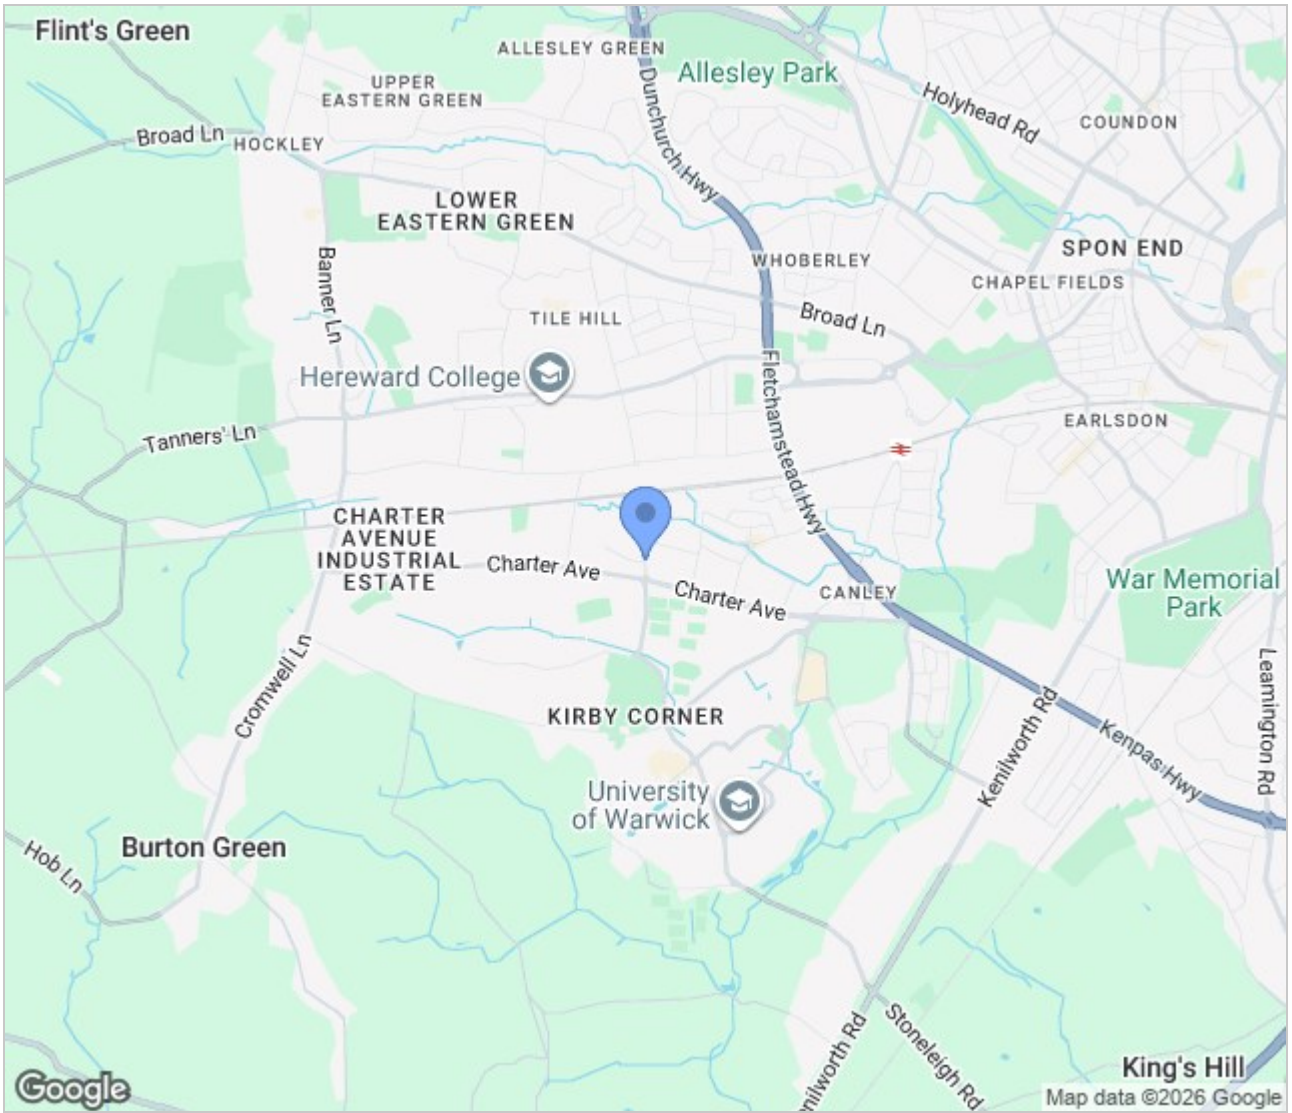 Flint's Green
ALLESLEY GREEN
Allesley Park
UPPER
EASTERN GREEN
Dunchurch Hwy
Holyhead Rd
COUNDON
Broad Ln
HOCKLEY
LOWER
EASTERN GREEN
SPON END
WHOBERLEY
CHAPEL FIELDS
Banner Ln
TILE HILL
Broad Ln
Hereward College
Fletchamstead Hwy
EARLSDON
Tanners' Ln
CHARTER
AVENUE
INDUSTRIAL
ESTATE
Charter Ave
Charter Ave
CANLEY
War Memorial
Park
Cromwell Ln
Leamington Rd
KIRBY CORNER
Kenilworth Rd
Kenpas Hwy
University
of Warwick
Burton Green
Hob Ln
Stoneleigh Rd
nilworth Rd
King's Hill
Google
Map data ©2026 Google